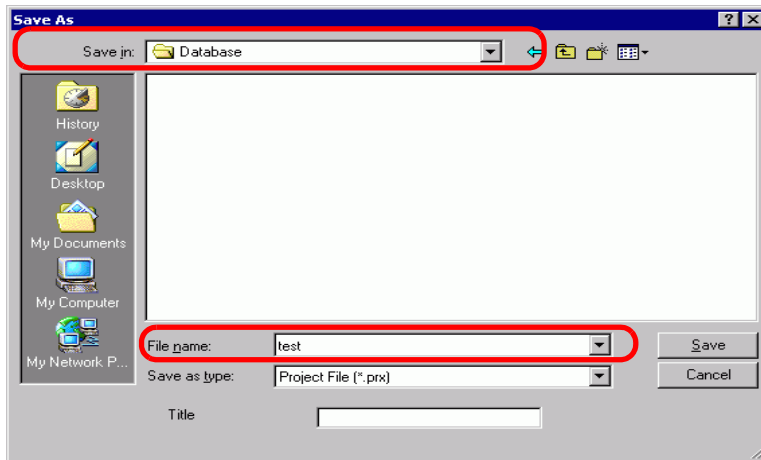 Save As
Save in: Database
History
Desktop
My Documents
My Computer
My Network P...
File name: test
Save
Save as type: Project File (*.prx)
Cancel
Title